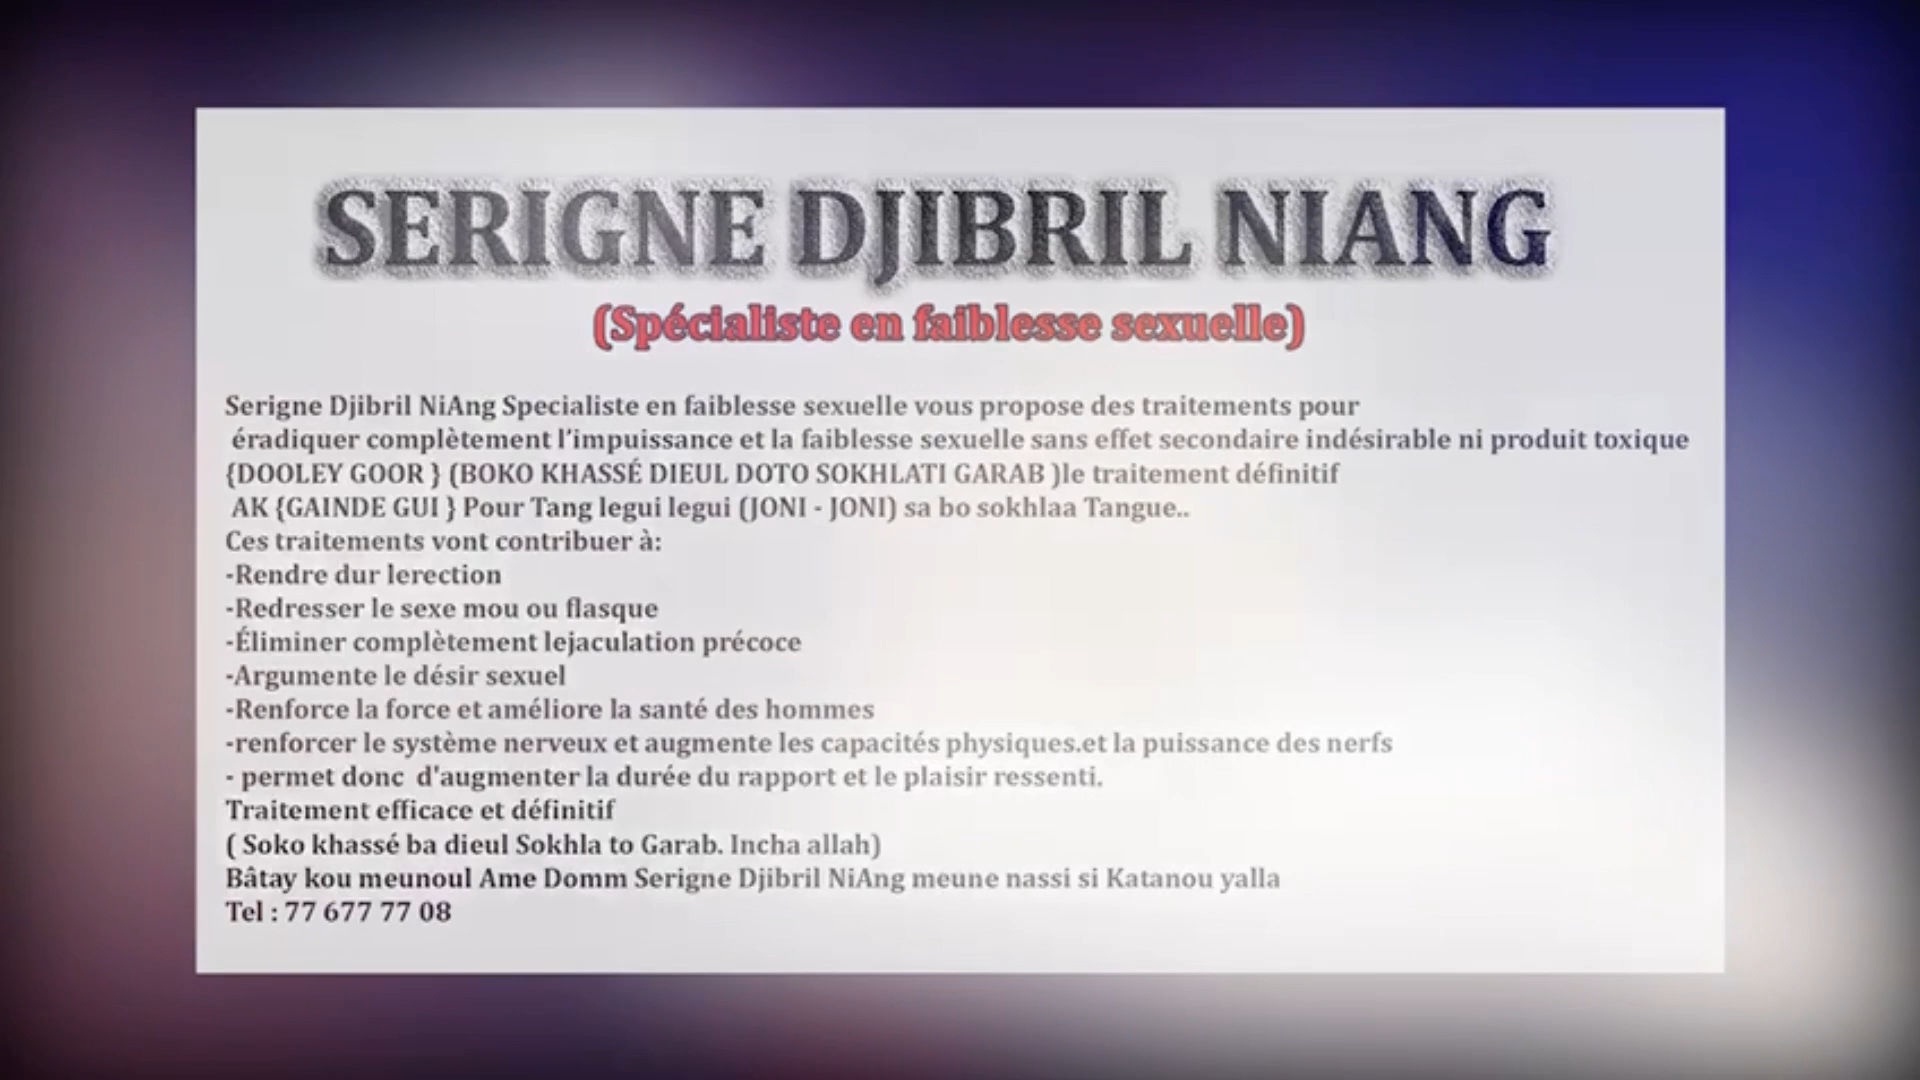 SERIGNE DJIBRIL NIANG
(Spécialiste en faiblesse sexuelle)
Serigne Djibril NiAng Specialiste en faiblesse sexuelle vous propose des traitements pour
éradiquer complètement l'impuissance et la faiblesse sexuelle sans effet secondaire indésirable ni produit toxique
{DOOLEY GOOR } (BOKO KHASSÉ DIEUL DOTO SOKHLATI GARAB )le traitement définitif
AK {GAINDE GUI } Pour Tang legui legui (JONI - JONI) sa bo sokhlaa Tangue..
Ces traitements vont contribuer à:
-Rendre dur lerection
-Redresser le sexe mou ou flasque
-Éliminer complètement lejaculation précoce
-Argumente le désir sexuel
-Renforce la force et améliore la santé des hommes
-renforcer le système nerveux et augmente les capacités physiques.et la puissance des nerfs
- permet donc  d'augmenter la durée du rapport et le plaisir ressenti.
Traitement efficace et définitif
( Soko khassé ba dieul Sokhla to Garab. Incha allah)
Bâtay kou meunoul Ame Domm Serigne Djibril NiAng meune nassi si Katanou yalla
Tel : 77 677 77 08